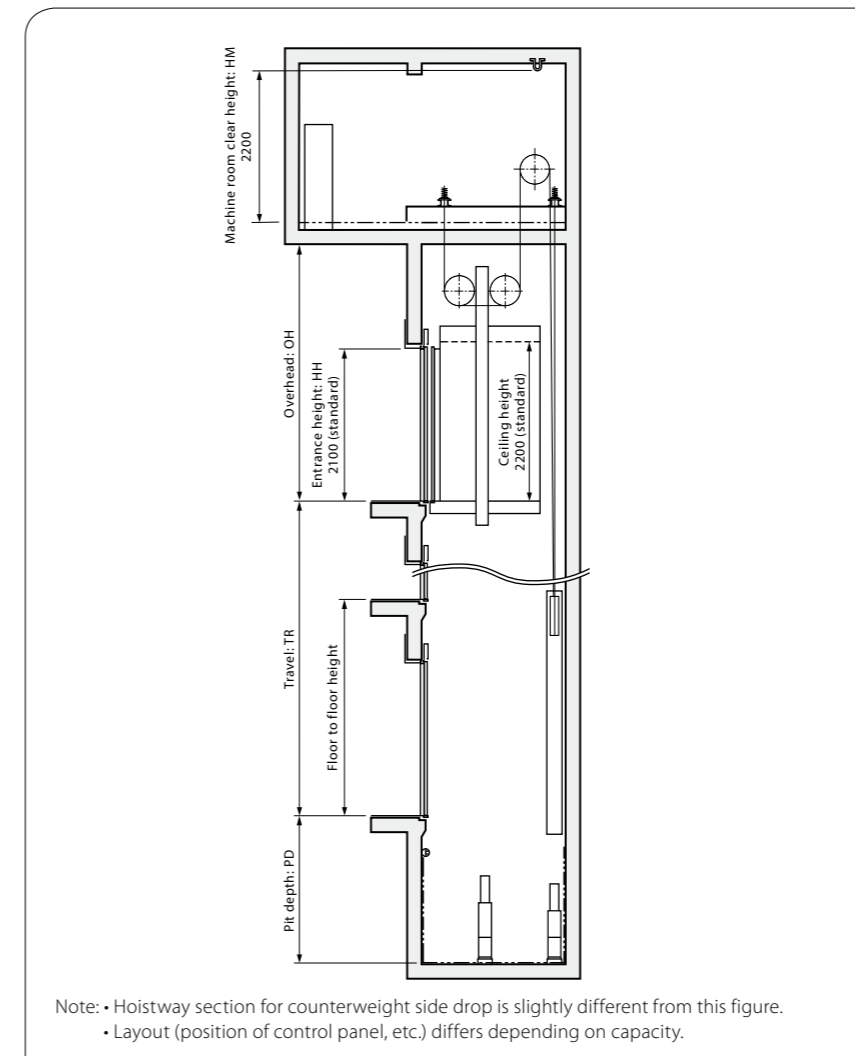 Machine room clear height: HM
2200
Overhead: OH
Entrance height: HH
2100 (standard)
Ceiling height
2200 (standard)
Travel: TR
Floor to floor height
Pit depth: PD
Note: • Hoistway section for counterweight side drop is slightly different from this figure.
• Layout (position of control panel, etc.) differs depending on capacity.